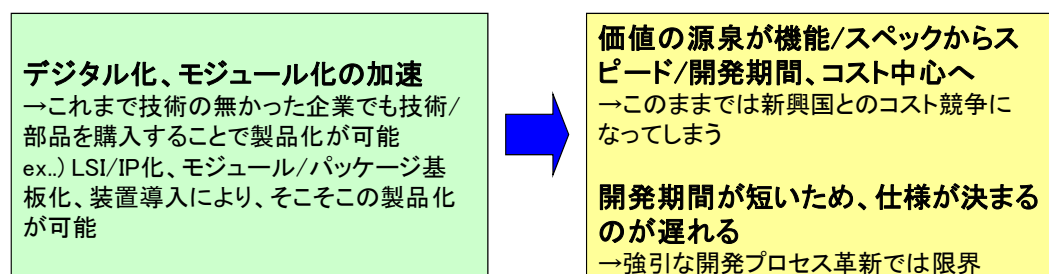 デジタル化、モジュール化の加速
→これまで技術の無かった企業でも技術/
部品を購入することで製品化が可能
ex..) LSI/IP化、モジュール/パッケージ基
板化、装置導入により、そこそこの製品化
が可能
価値の源泉が機能/スペックからス
ピード/開発期間、コスト中心へ
→このままでは新興国とのコスト競争に
なってしまう
開発期間が短いため、仕様が決まる
のが遅れる
→強引な開発プロセス革新では限界